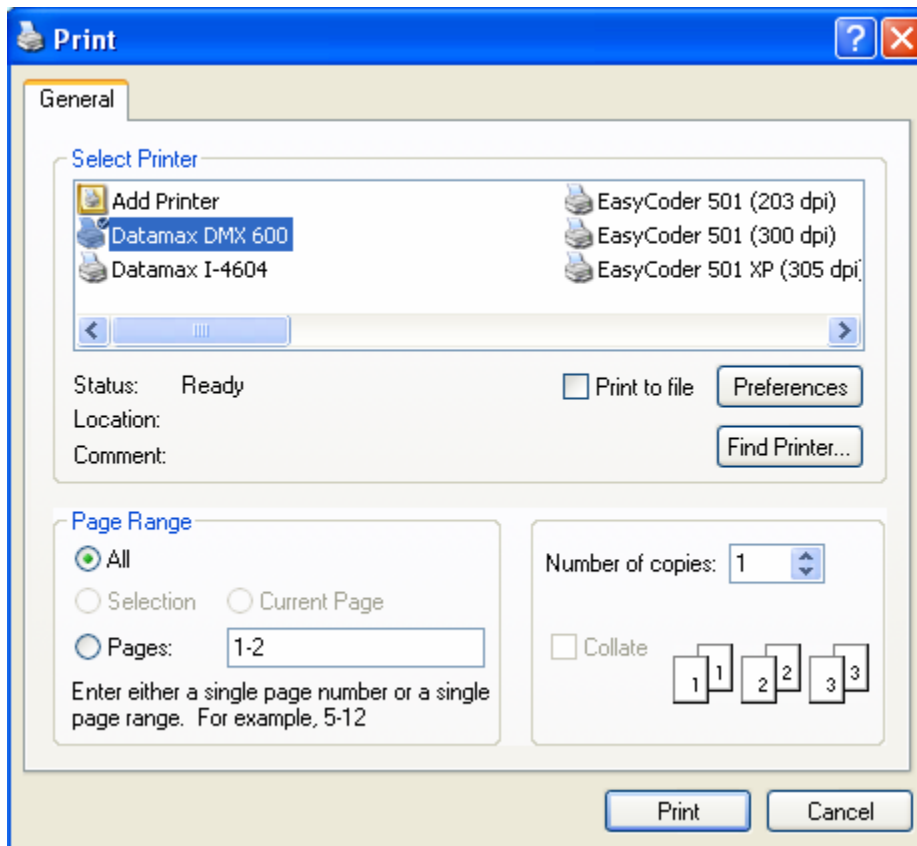 Print
General
Select Printer
Add Printer
Datamax DMX 600
Datamax I-4604
EasyCoder 501 (203 dpi)
EasyCoder 501 (300 dpi)
EasyCoder 501 XP (305 dpi
Status: Ready
Location:
Comment:
Print to file
Preferences
Find Printer...
Page Range
All
Selection
Current Page
Pages: 1-2
Enter either a single page number or a single
page range. For example, 5-12
Number of copies: 1
Collate
1 1 2 2 3 3
Print
Cancel